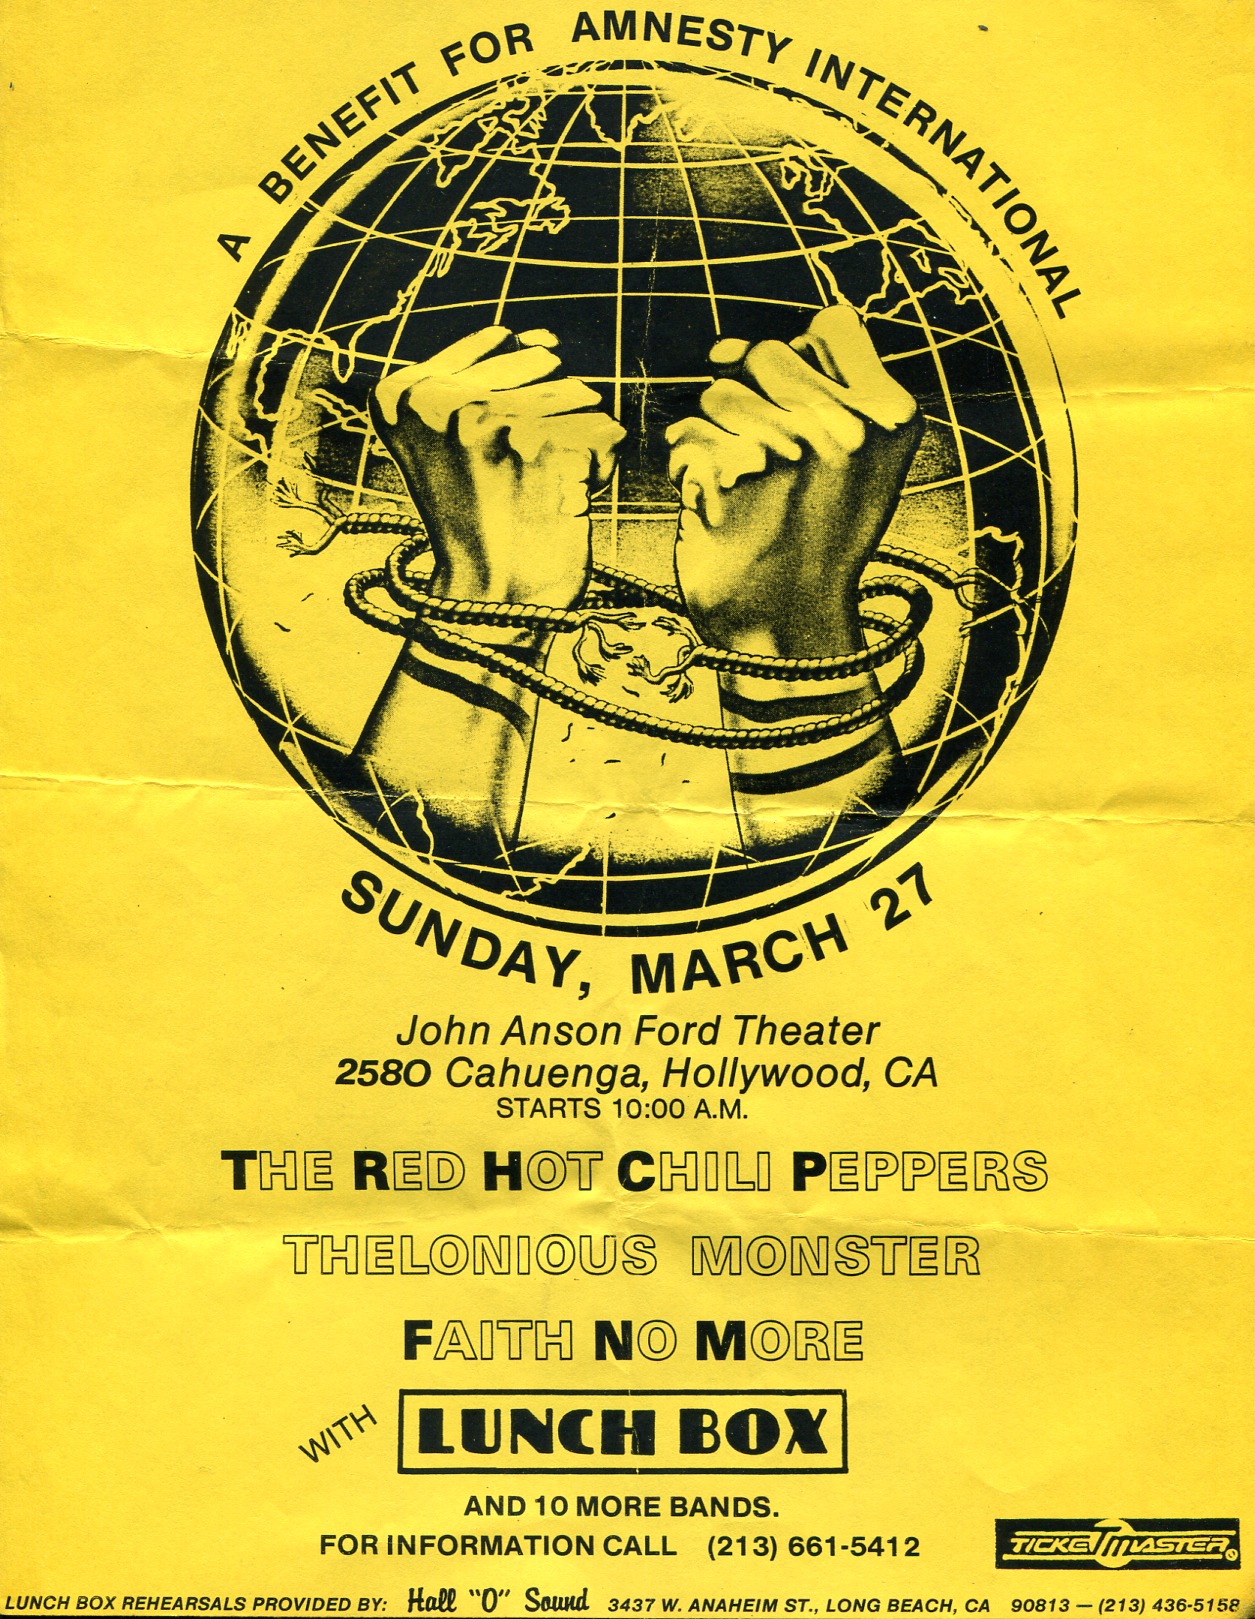 A BENEFIT FOR AMNESTY INTERNATIONAL
SUNDAY, MARCH 27
John Anson Ford Theater
2580 Cahuenga, Hollywood, CA
STARTS 10:00 A.M.
THE RED HOT CHILI PEPPERS
THELONIOUS MONSTER
FAITH NO MORE
WITH LUNCH BOX
AND 10 MORE BANDS.
FOR INFORMATION CALL (213) 661-5412
TICKETMASTER
LUNCH BOX REHEARSALS PROVIDED BY: Hall "O" Sound 3437 W. ANAHEIM ST., LONG BEACH, CA 90813 — (213) 436-5158